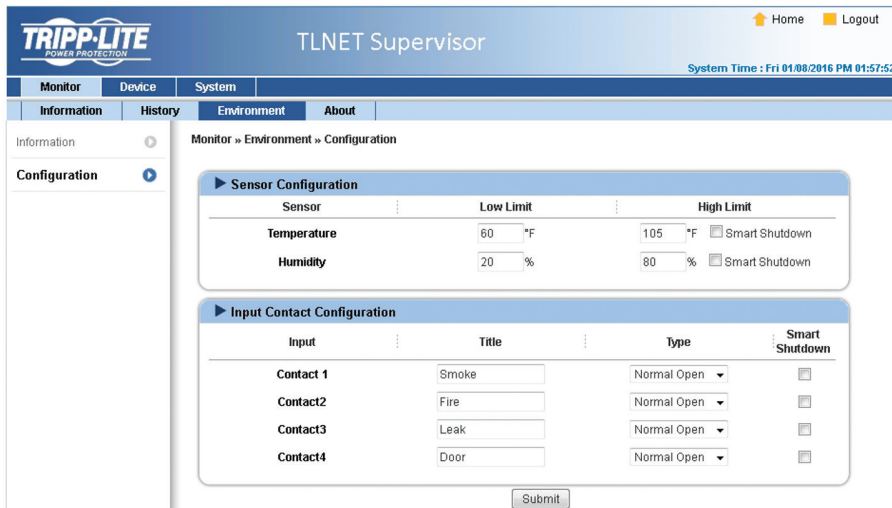 TRIPP·LITE
POWER PROTECTION
TLNET Supervisor
Home Logout
System Time : Fri 01/08/2016 PM 01:57:52
Monitor Device System
Information History Environment About
Information
Configuration
Monitor » Environment » Configuration
Sensor Configuration
Sensor Low Limit High Limit
Temperature 60 °F 105 °F Smart Shutdown
Humidity 20 % 80 % Smart Shutdown
Input Contact Configuration
Input Title Type Smart Shutdown
Contact 1 Smoke Normal Open
Contact2 Fire Normal Open
Contact3 Leak Normal Open
Contact4 Door Normal Open
Submit